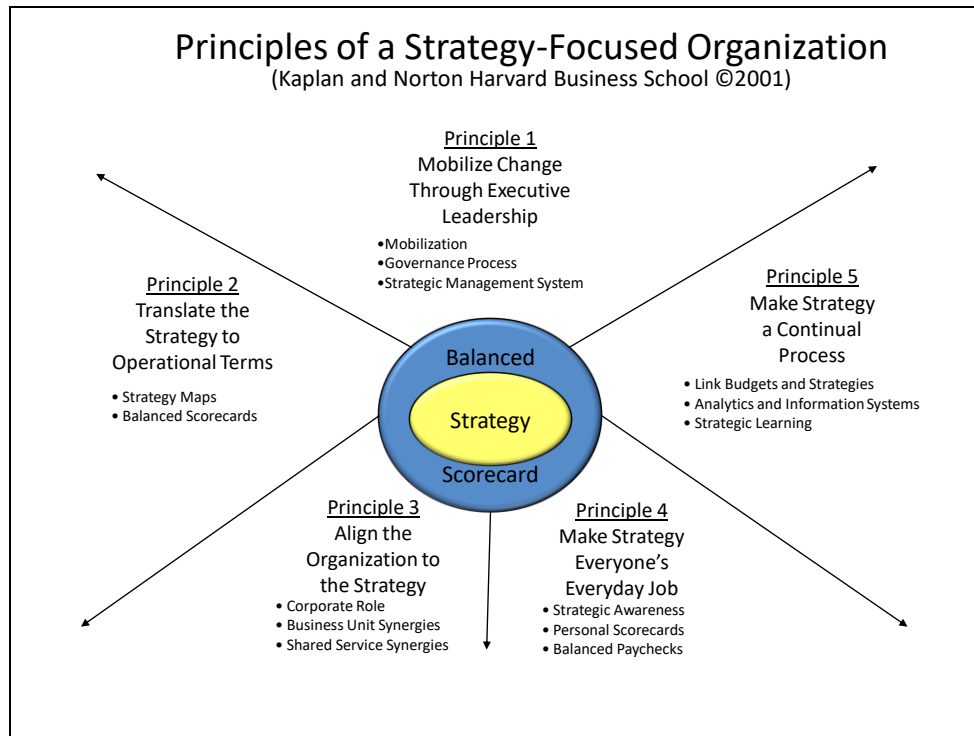 Principles of a Strategy-Focused Organization
(Kaplan and Norton Harvard Business School ©2001)
Principle 1
Mobilize Change
Through Executive
Leadership
•Mobilization
•Governance Process
•Strategic Management System
Principle 2
Translate the
Strategy to
Operational Terms
• Strategy Maps
• Balanced Scorecards
Principle 5
Make Strategy
a Continual
Process
• Link Budgets and Strategies
• Analytics and Information Systems
• Strategic Learning
Balanced
Strategy
Scorecard
Principle 3
Align the
Organization to
the Strategy
• Corporate Role
• Business Unit Synergies
• Shared Service Synergies
Principle 4
Make Strategy
Everyone’s
Everyday Job
• Strategic Awareness
• Personal Scorecards
• Balanced Paychecks